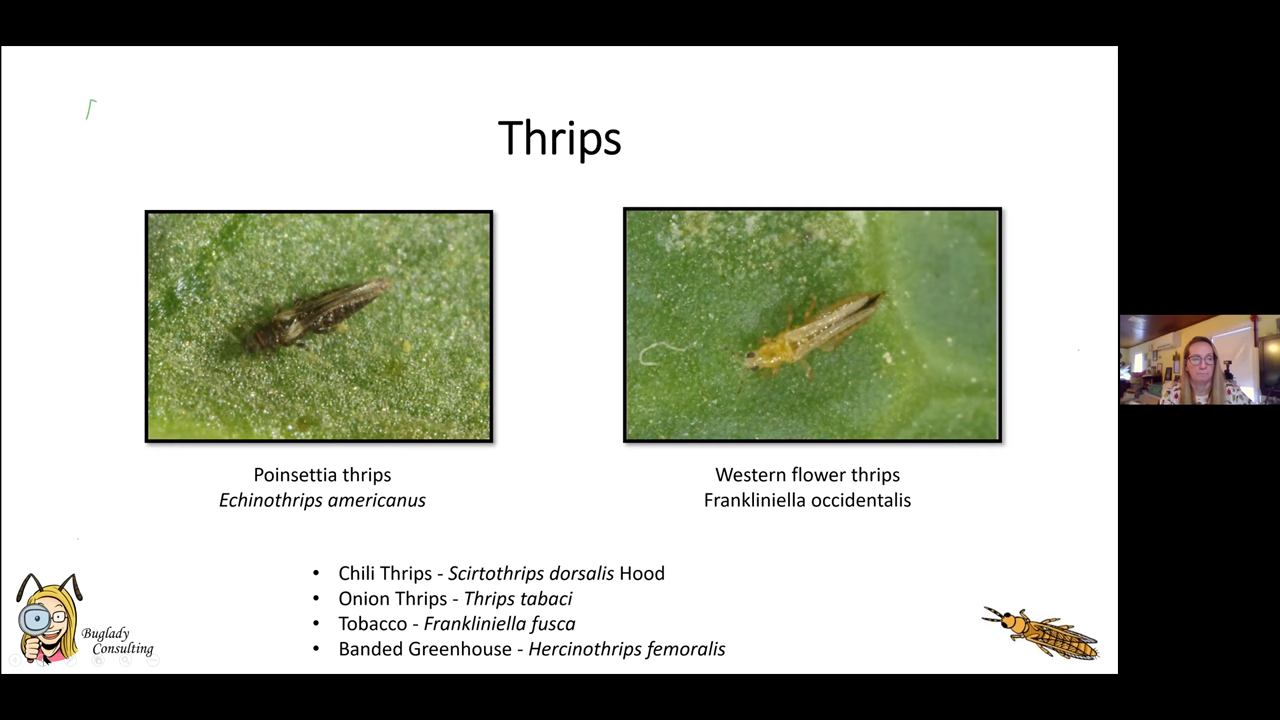 Thrips
Poinsettia thrips
Echinothrips americanus
Western flower thrips
Frankliniella occidentalis
• Chili Thrips - Scirtothrips dorsalis Hood
• Onion Thrips - Thrips tabaci
• Tobacco - Frankliniella fusca
• Banded Greenhouse - Hercinothrips femoralis
Buglady
Consulting